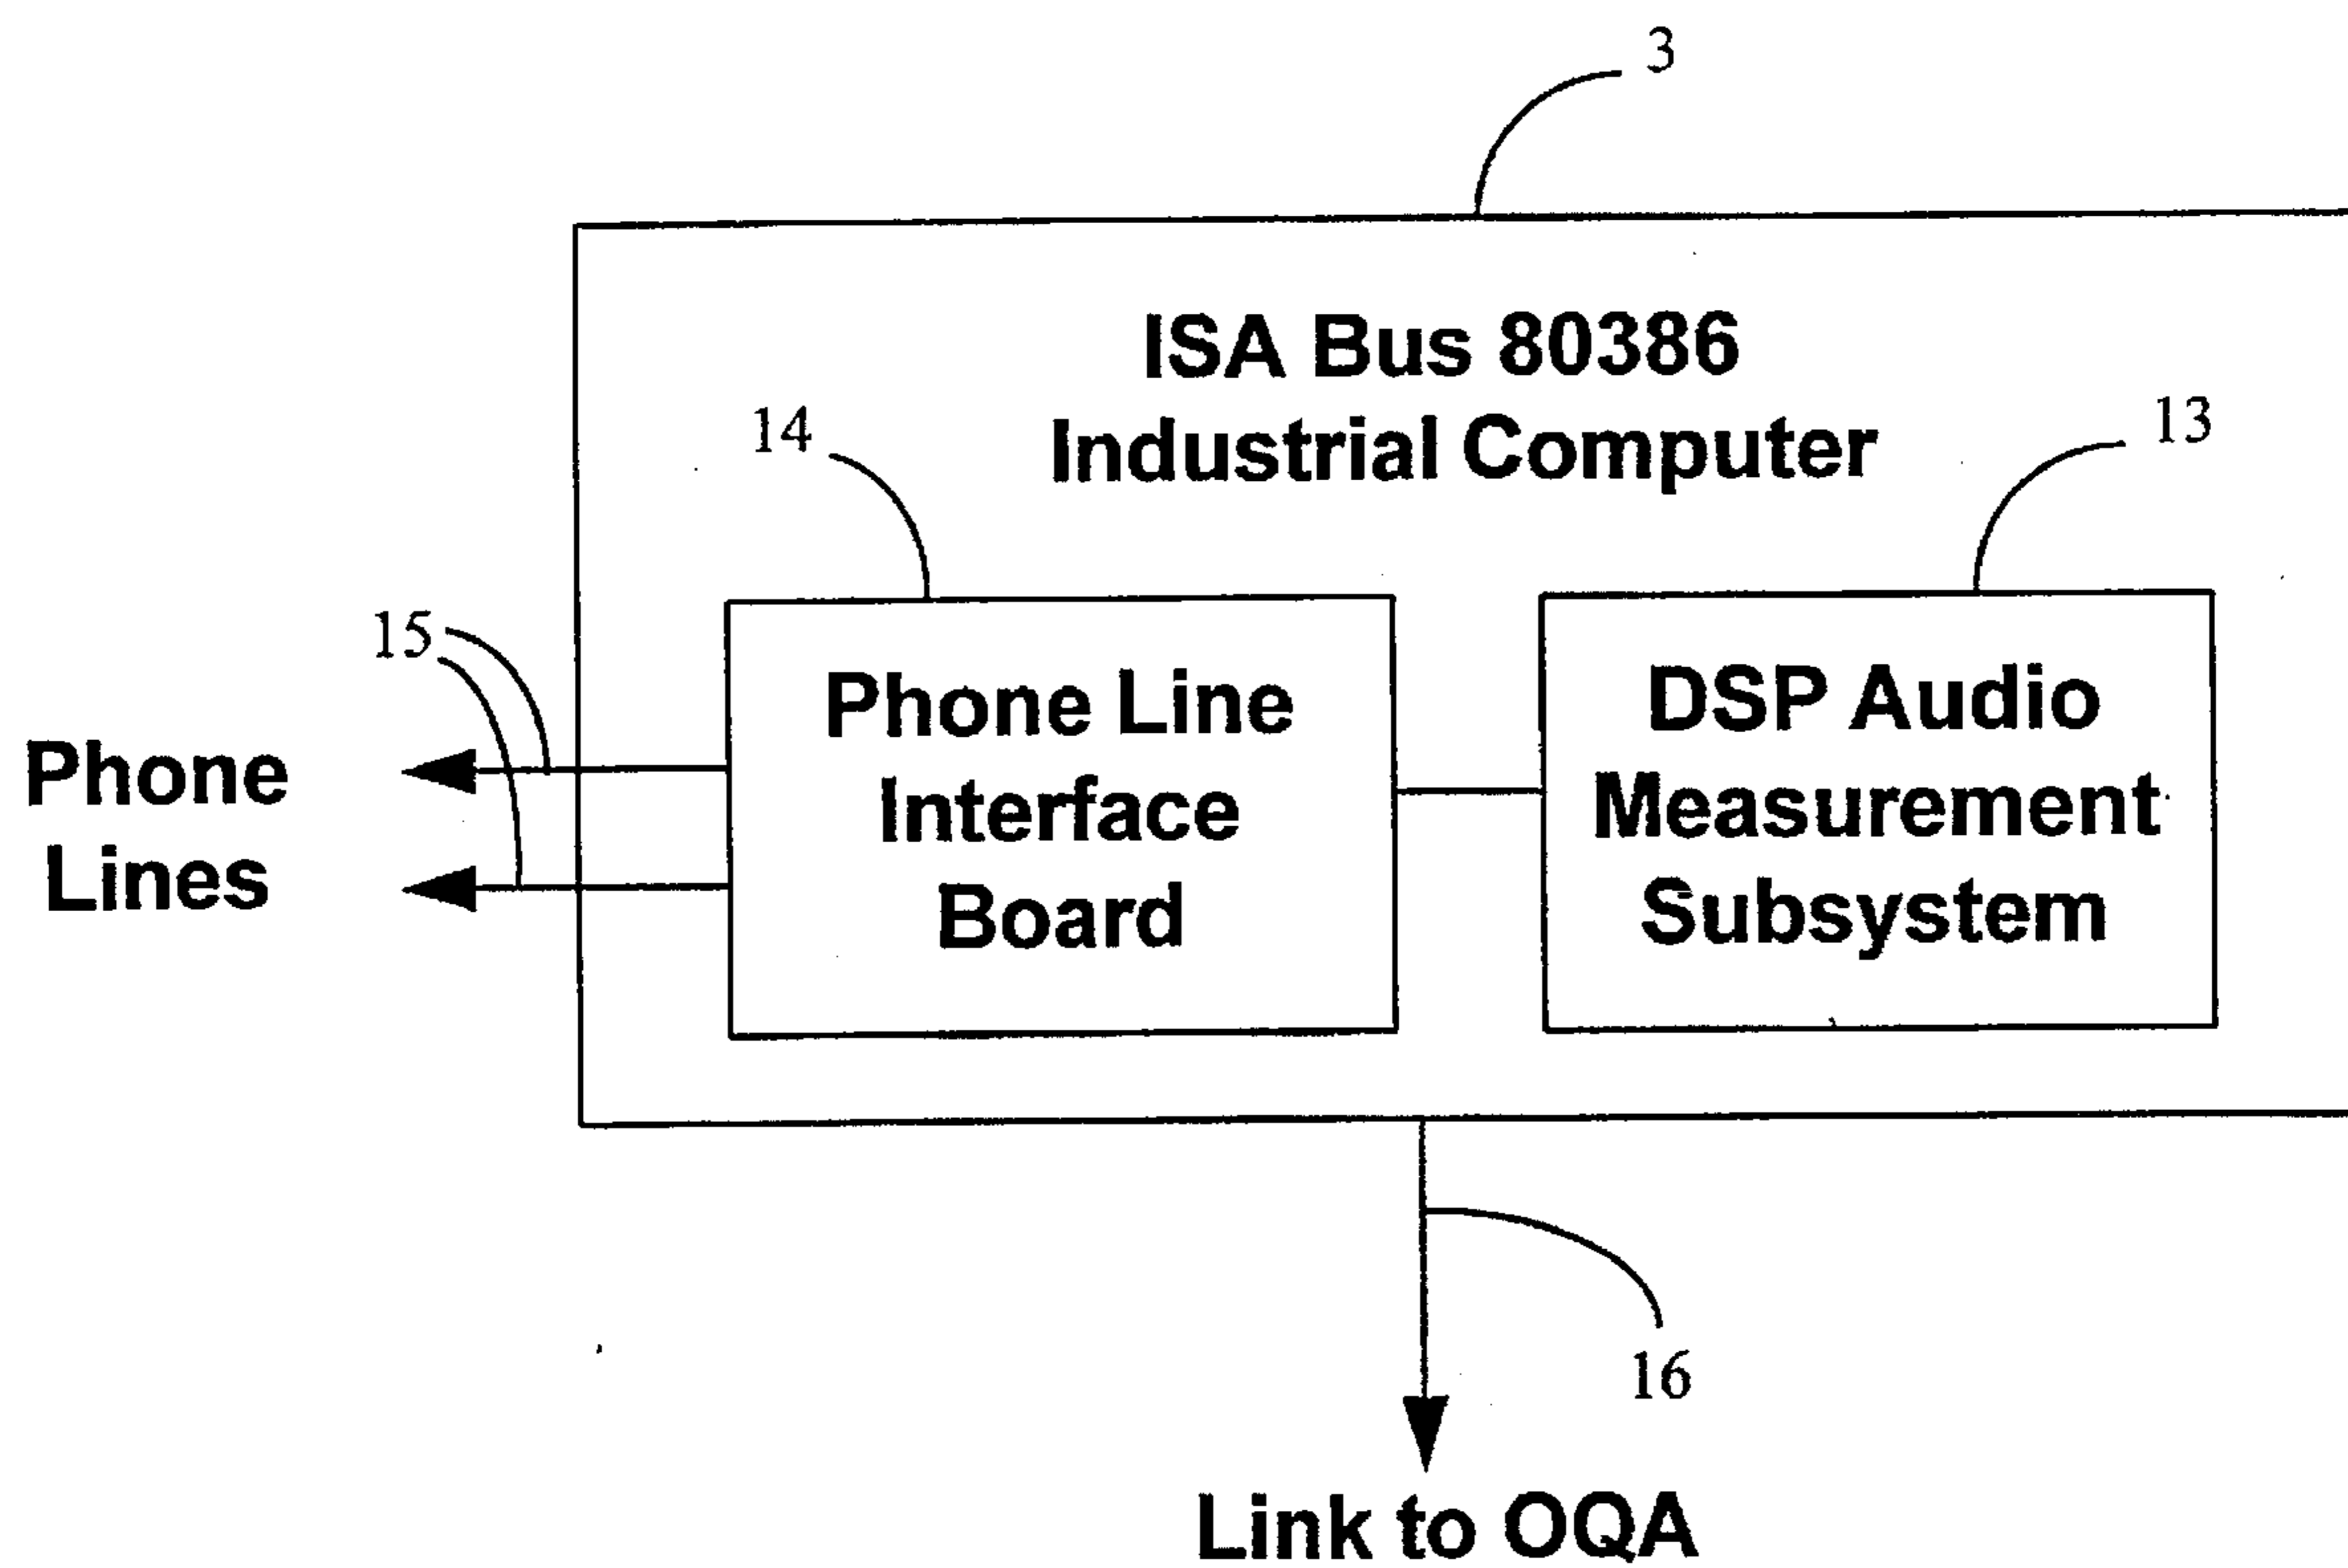 3
ISA Bus 80386
Industrial Computer
14
13
15
Phone Line
Interface
Board
DSP Audio
Measurement
Subsystem
Phone
Lines
16
Link to OQA